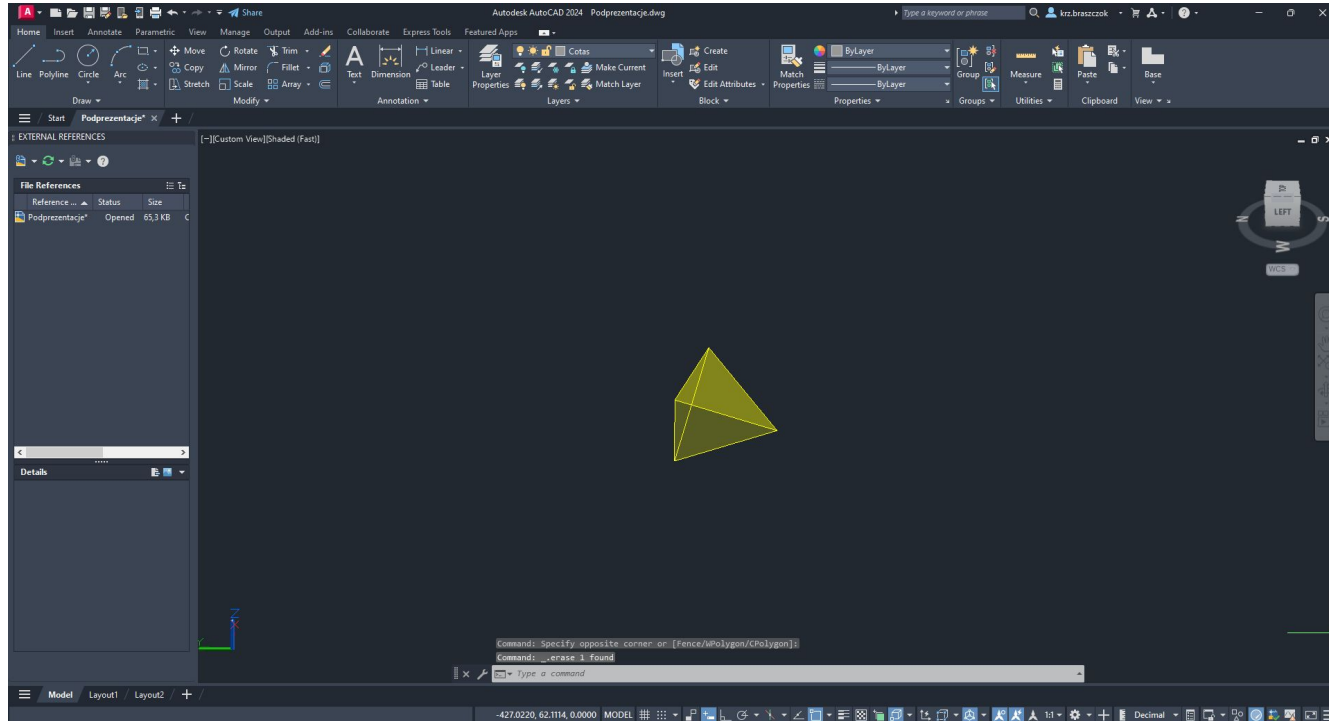 A Share Autodesk AutoCAD 2024 Podprezentacje.dwg Type a keyword or phrase krz.braszczok
Home Insert Annotate Parametric View Manage Output Add-ins Collaborate Express Tools Featured Apps
Move Rotate Trim Linear Cotas Create ByLayer
Line Polyline Circle Arc Copy Mirror Fillet Text Dimension Leader Layer Properties Make Current Insert Edit Match Properties ByLayer Group Measure Paste Base
Stretch Scale Array Table Match Layer Edit Attributes ByLayer
Draw Modify Annotation Layers Block Properties Groups Utilities Clipboard View
Start Podprezentacje*
EXTERNAL REFERENCES
[−][Custom View][Shaded (Fast)]
File References
Reference ... Status Size
Podprezentacje* Opened 65,3 KB C
N LEFT S
W
WCS
Details
Z
X
Y
Command: Specify opposite corner or [Fence/WPolygon/CPolygon]:
Command: _.erase 1 found
Type a command
Model Layout1 Layout2
-427.0220, 62.1114, 0.0000 MODEL 1:1 Decimal